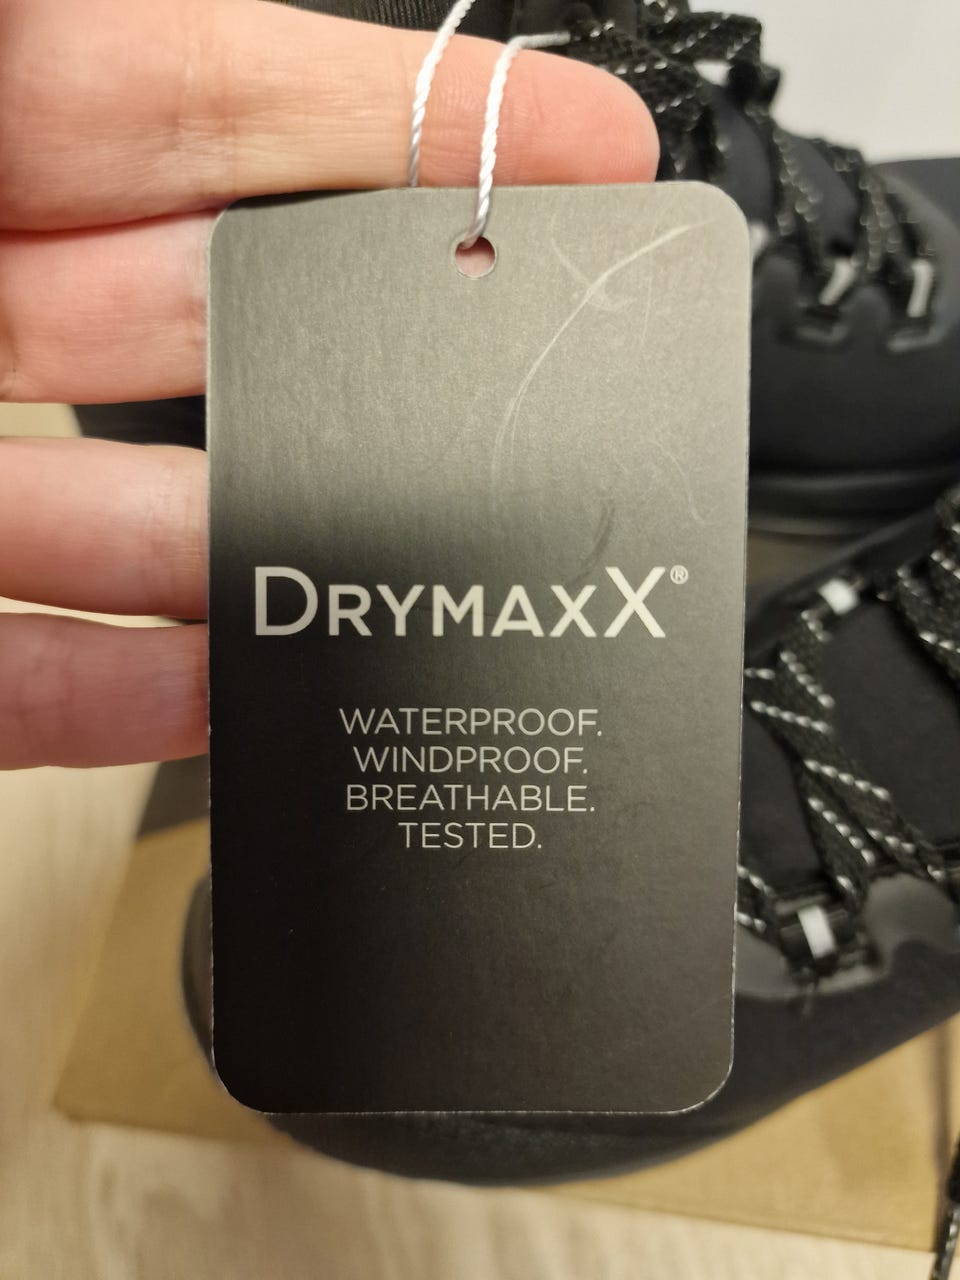 DRYMAXX®
WATERPROOF.
WINDPROOF.
BREATHABLE.
TESTED.